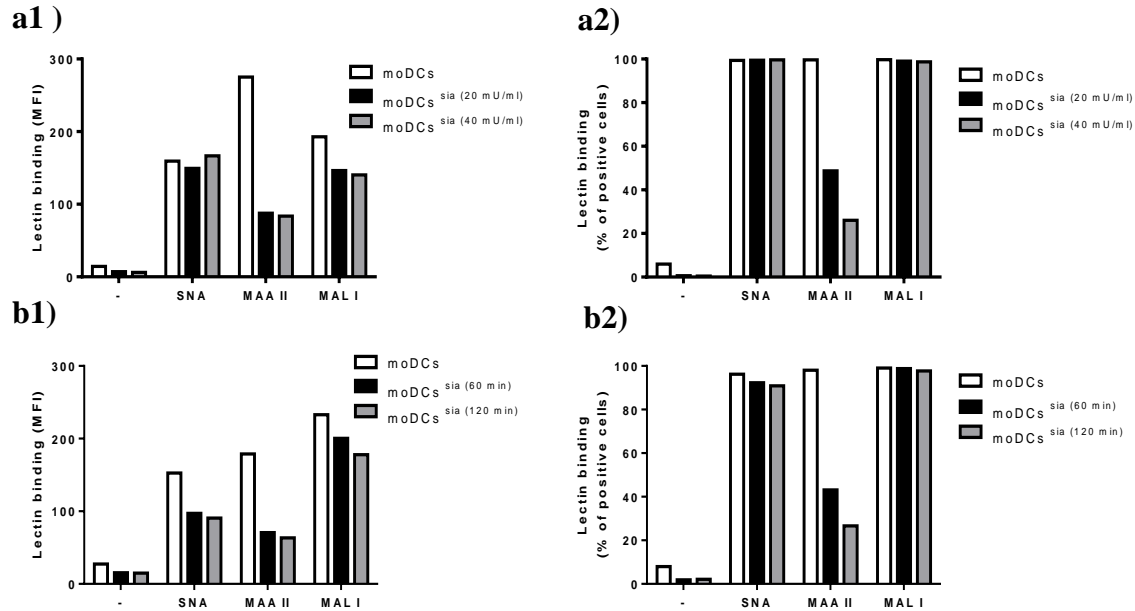 a1 )
300
200
100
0
Lectin binding (MFI)
moDCs
moDCs sia (20 mU/ml)
moDCs sia (40 mU/ml)
- SNA MAA II MAL I
a2)
100
80
60
40
20
0
Lectin binding
(% of positive cells)
moDCs
moDCs sia (20 mU/ml)
moDCs sia (40 mU/ml)
- SNA MAA II MAL I
b1)
300
200
100
0
Lectin binding (MFI)
moDCs
moDCs sia (60 min)
moDCs sia (120 min)
- SNA MAA II MAL I
b2)
100
80
60
40
20
0
Lectin binding
(% of positive cells)
moDCs
moDCs sia (60 min)
moDCs sia (120 min)
- SNA MAA II MAL I